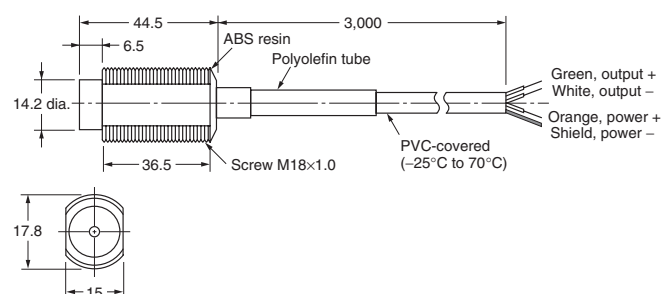 44.5
3,000
6.5
ABS resin
Polyolefin tube
14.2 dia.
Green, output +
White, output −
Orange, power +
Shield, power −
PVC-covered
(−25°C to 70°C)
36.5
Screw M18×1.0
17.8
15